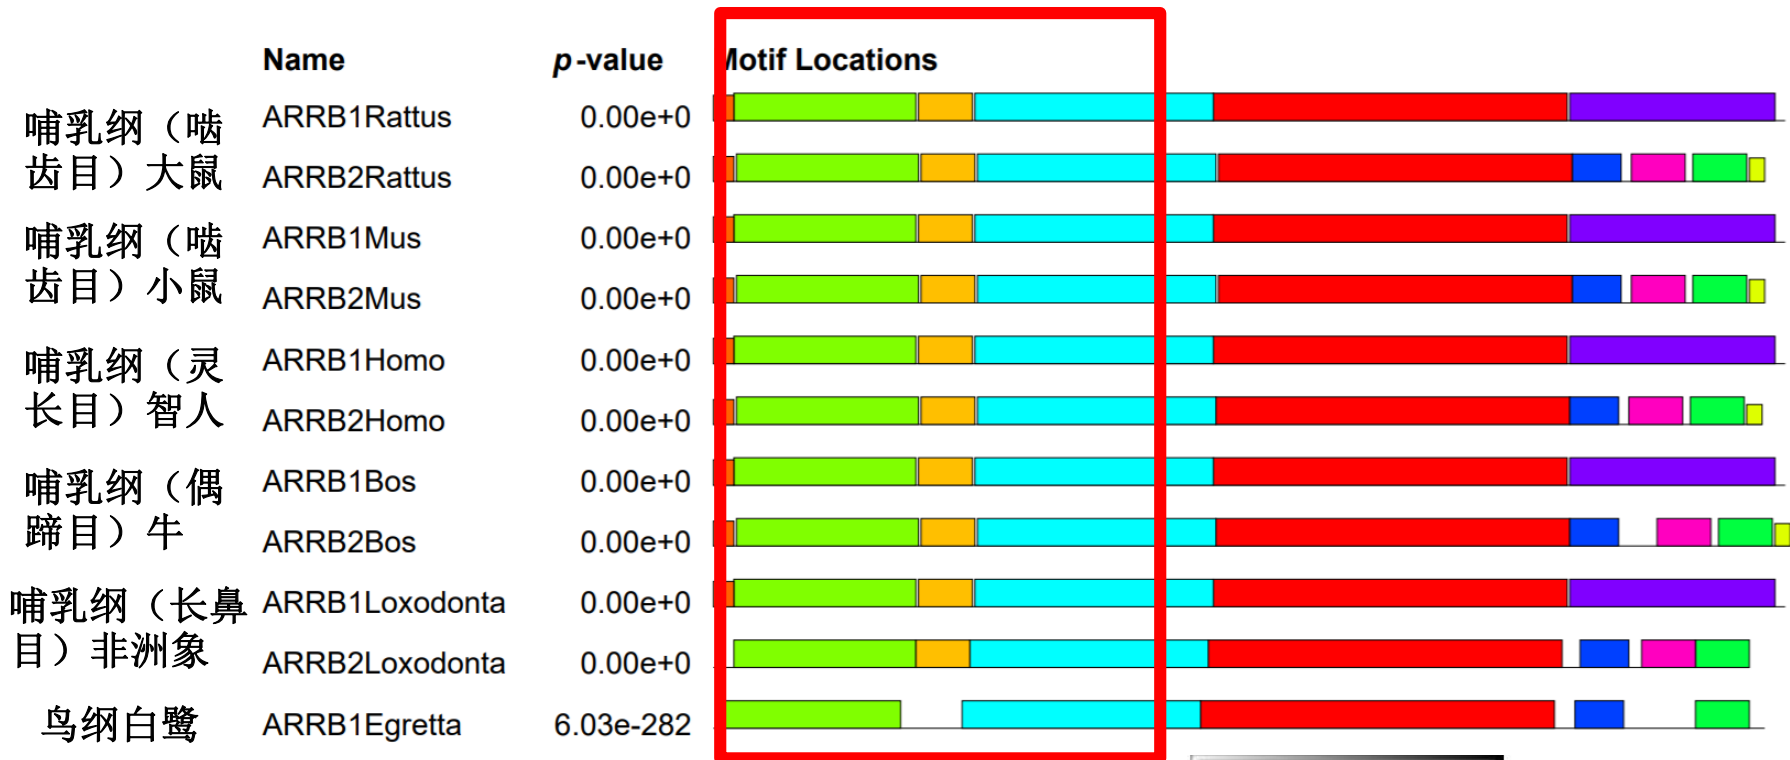 Name p-value Motif Locations
哺乳纲（啮
齿目）大鼠
ARRB1Rattus 0.00e+0
ARRB2Rattus 0.00e+0
哺乳纲（啮
齿目）小鼠
ARRB1Mus 0.00e+0
ARRB2Mus 0.00e+0
哺乳纲（灵
长目）智人
ARRB1Homo 0.00e+0
ARRB2Homo 0.00e+0
哺乳纲（偶
蹄目）牛
ARRB1Bos 0.00e+0
ARRB2Bos 0.00e+0
哺乳纲（长鼻
目）非洲象
ARRB1Loxodonta 0.00e+0
ARRB2Loxodonta 0.00e+0
鸟纲白鹭
ARRB1Egretta 6.03e-282